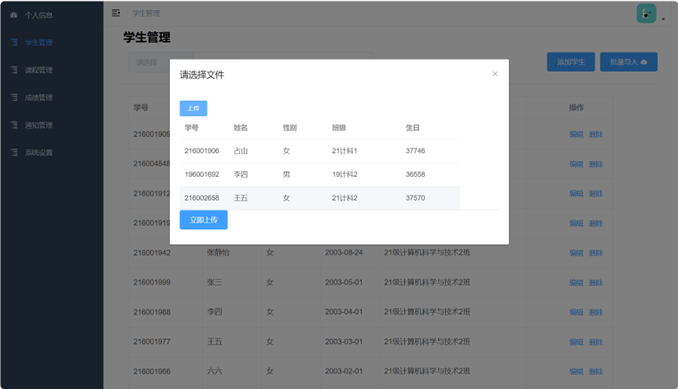 个人信息
学生管理
课程管理
成绩管理
通知管理
系统设置
学生管理
学生管理
请选择
添加学生
批量导入
请选择文件
上传
学号 姓名 性别 班级 生日
216001906 占山 女 21计科1 37746
196001692 李四 男 19计科2 36558
216002658 王五 女 21计科2 37570
立即上传
学号 操作
216001909 编辑 删除
21604848 编辑 删除
216001912 编辑 删除
216001919 编辑 删除
216001942 张静怡 女 2003-08-24 21级计算机科学与技术2班 编辑 删除
216001999 张三 女 2003-05-01 21级计算机科学与技术2班 编辑 删除
216001988 李四 女 2003-04-01 21级计算机科学与技术2班 编辑 删除
216001977 王五 女 2003-03-01 21级计算机科学与技术2班 编辑 删除
216001966 六六 女 2003-02-01 21级计算机科学与技术2班 编辑 删除